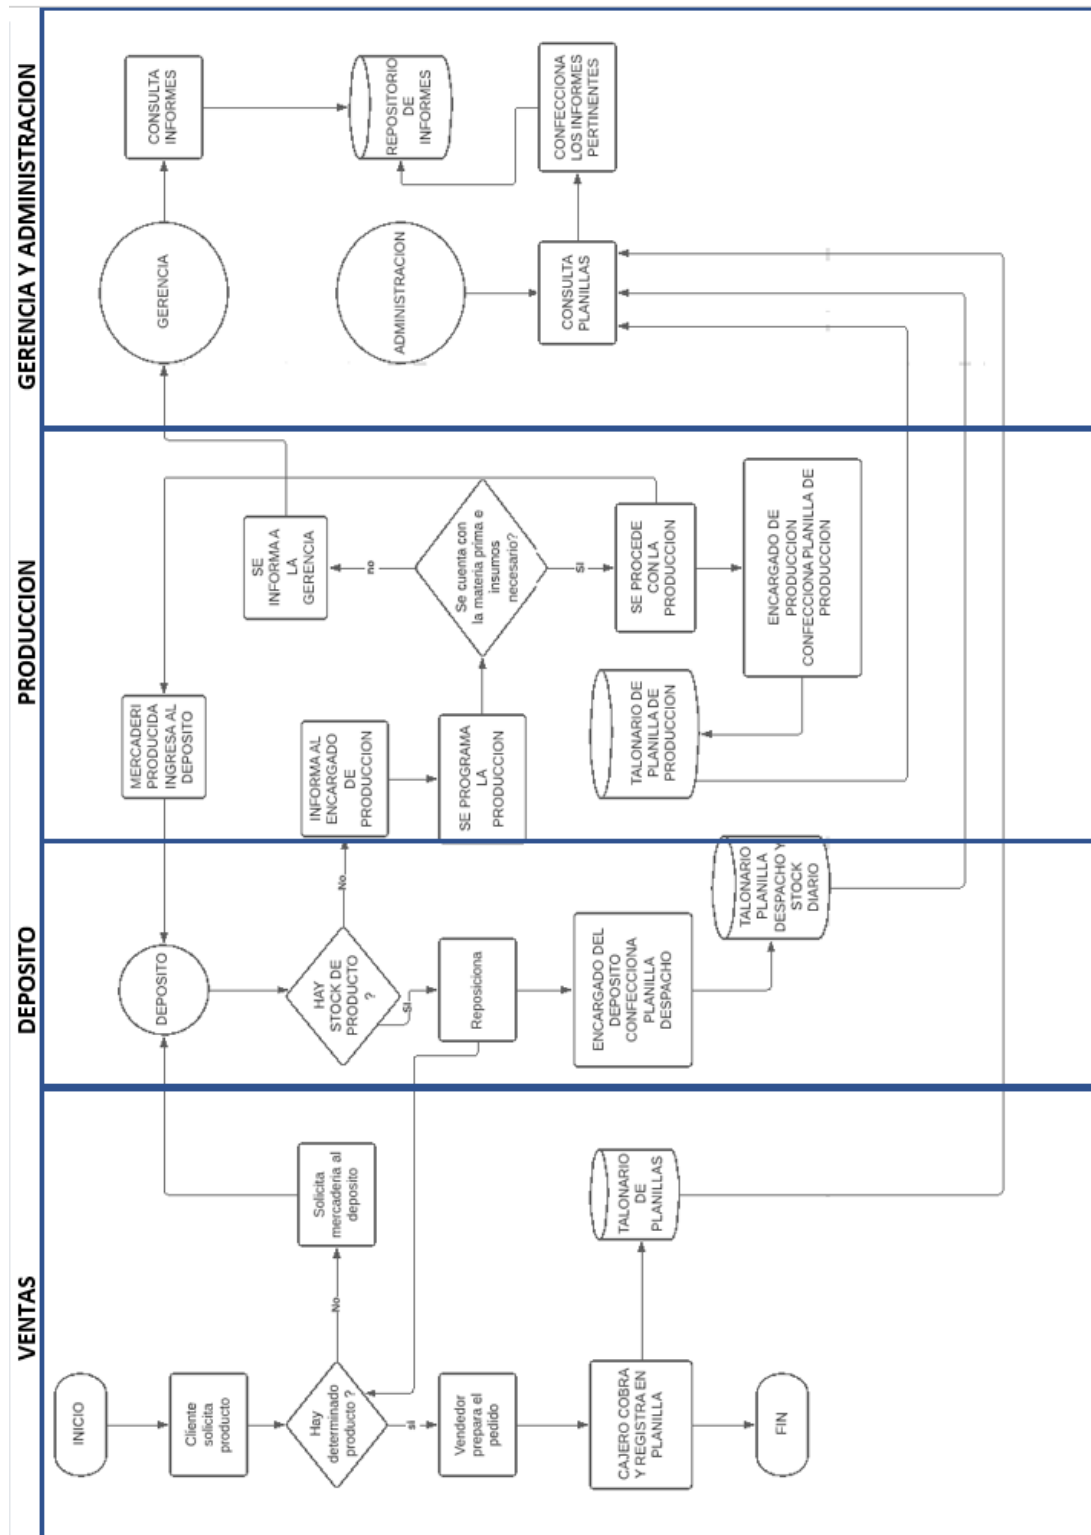 VENTAS
DEPOSITO
PRODUCCION
GERENCIA Y ADMINISTRACION
INICIO
Cliente
solicita
producto
Hay
determinado
producto ?
No
Solicita
mercaderia al
deposito
si
Vendedor
prepara el
pedido
CAJERO COBRA
Y REGISTRA EN
PLANILLA
TALONARIO
DE
PLANILLAS
FIN
DEPOSITO
HAY
STOCK DE
PRODUCTO
?
No
SI
Reposiciona
ENCARGADO DEL
DEPOSITO
CONFECCIONA
PLANILLA
DESPACHO
TALONARIO
PLANILLA
DESPACHO Y
STOCK
DIARIO
MERCADERI
PRODUCIDA
INGRESA AL
DEPOSITO
INFORMA AL
ENCARGADO
DE
PRODUCCION
SE PROGRAMA
LA
PRODUCCION
Se cuenta con
la materia prima e
insumos
necesario?
no
SE
INFORMA A
LA
GERENCIA
SI
SE PROCEDE
CON LA
PRODUCCION
ENCARGADO DE
PRODUCCION
CONFECCIONA PLANILLA DE
PRODUCCION
TALONARIO DE
PLANILLA DE
PRODUCCION
GERENCIA
CONSULTA
INFORMES
REPOSITORIO
DE
INFORMES
ADMINISTRACION
CONSULTA
PLANILLAS
CONFECCIONA
LOS INFORMES
PERTINENTES